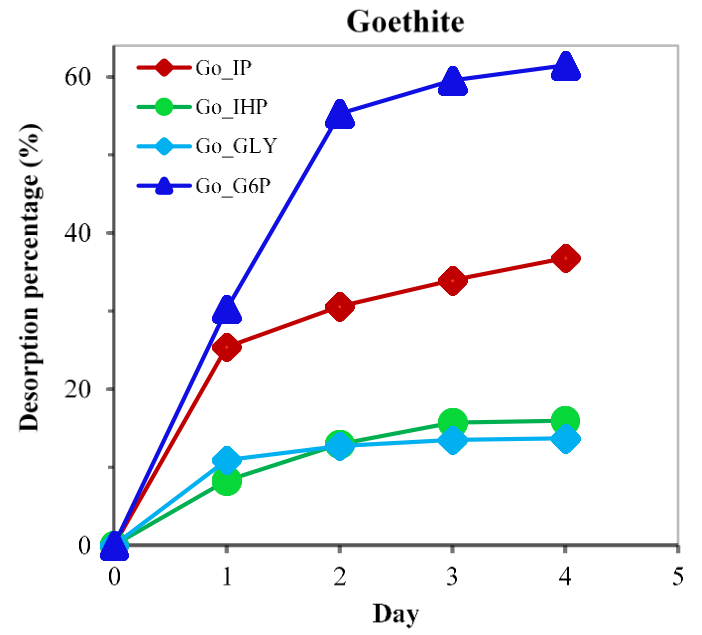 Goethite
Go_IP
Go_IHP
Go_GLY
Go_G6P
Desorption percentage (%)
60
40
20
0
0 1 2 3 4 5
Day